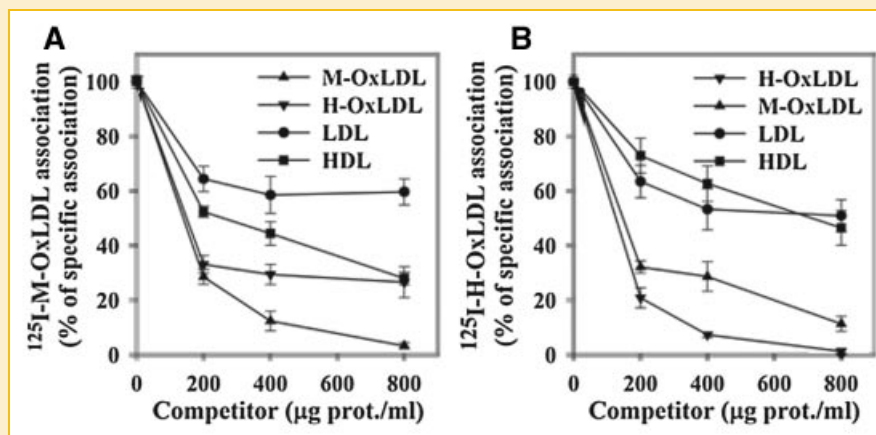 A
B
¹²⁵I-M-OxLDL association
(% of specific association)
100
80
60
40
20
0
M-OxLDL
H-OxLDL
LDL
HDL
0
200
400
600
800
Competitor (μg prot./ml)
¹²⁵I-H-OxLDL association
(% of specific association)
100
80
60
40
20
0
H-OxLDL
M-OxLDL
LDL
HDL
0
200
400
600
800
Competitor (μg prot./ml)